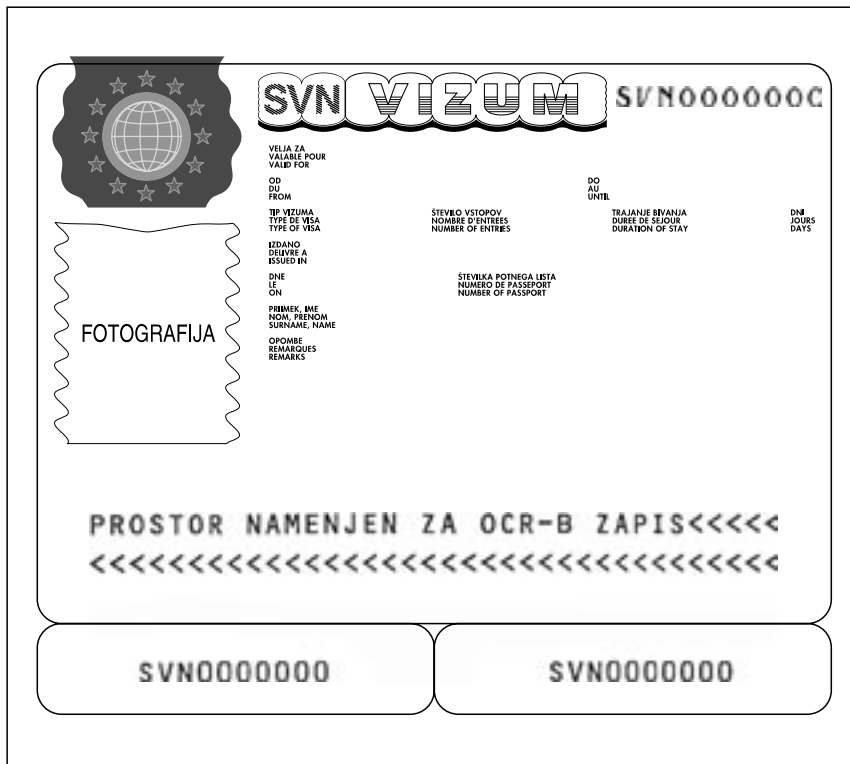 SVN VIZUM SVN000000C
VELJA ZA
VALABLE POUR
VALID FOR
OD DO
DU AU
FROM UNTIL
TIP VIZUMA ŠTEVILO VSTOPOV TRAJANJE BIVANJA DNI
TYPE DE VISA NOMBRE D'ENTREES DUREE DE SEJOUR JOURS
TYPE OF VISA NUMBER OF ENTRIES DURATION OF STAY DAYS
IZDANO
DELIVRE A
ISSUED IN
DNE ŠTEVILKA POTNEGA LISTA
LE NUMERO DE PASSEPORT
ON NUMBER OF PASSPORT
PRIIMEK, IME
NOM, PRENOM
SURNAME, NAME
OPOMBE
REMARQUES
REMARKS
FOTOGRAFIJA
PROSTOR NAMENJEN ZA OCR-B ZAPIS<<<<<
<<<<<<<<<<<<<<<<<<<<<<<<<<<<<<<<<<<<
SVN0000000 SVN0000000